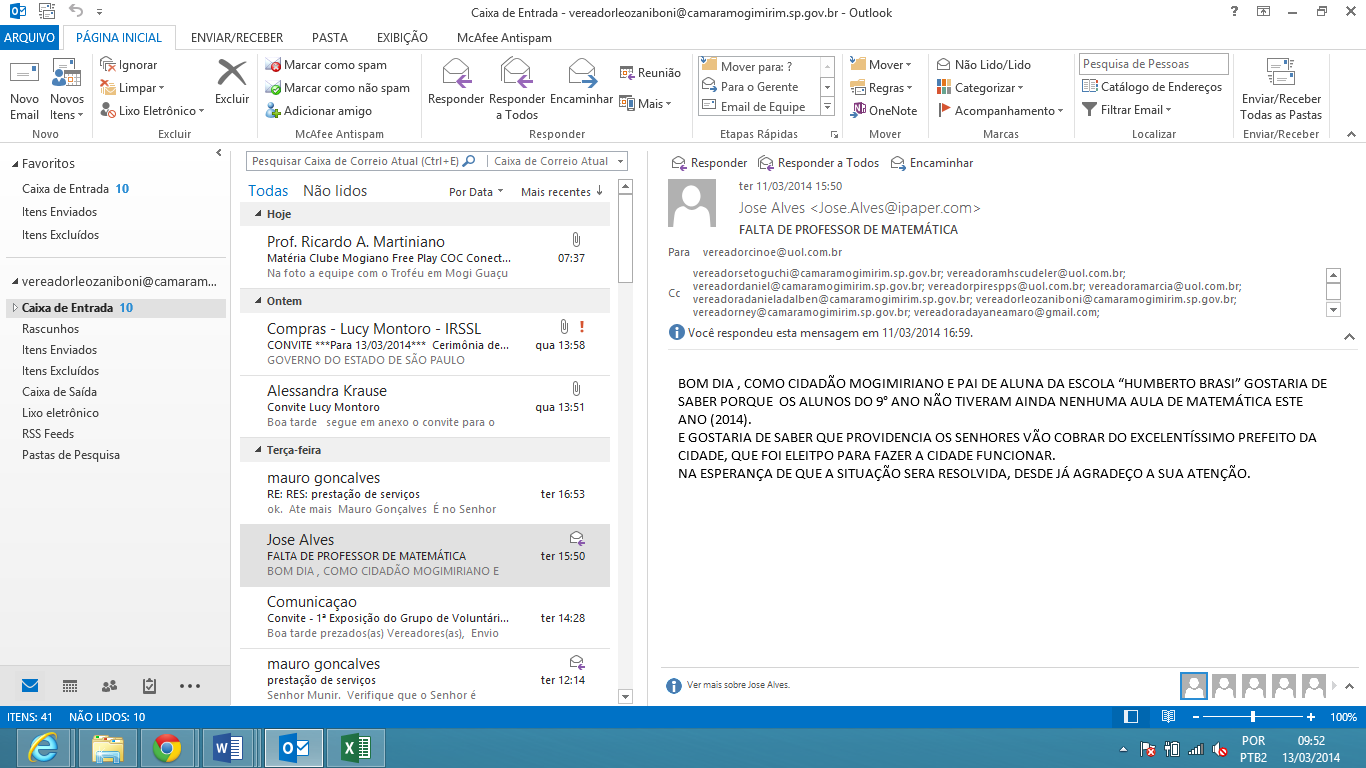 Caixa de Entrada - vereadorleozaniboni@camaramogimirim.sp.gov.br - Outlook
ARQUIVO PÁGINA INICIAL ENVIAR/RECEBER PASTA EXIBIÇÃO McAfee Antispam
Novo Email
Novos Itens
Novo
Ignorar
Limpar
Lixo Eletrônico
Excluir
Excluir
Marcar como spam
Marcar como não spam
Adicionar amigo
McAfee Antispam
Responder
Responder a Todos
Encaminhar
Reunião
Mais
Responder
Mover para: ?
Para o Gerente
Email de Equipe
Etapas Rápidas
Mover
Regras
OneNote
Mover
Não Lido/Lido
Categorizar
Acompanhamento
Marcas
Pesquisa de Pessoas
Catálogo de Endereços
Filtrar Email
Localizar
Enviar/Receber Todas as Pastas
Enviar/Receber
Favoritos
Caixa de Entrada 10
Itens Enviados
Itens Excluídos
vereadorleozaniboni@camaram...
Caixa de Entrada 10
Rascunhos
Itens Enviados
Itens Excluídos
Caixa de Saída
Lixo eletrônico
RSS Feeds
Pastas de Pesquisa
Pesquisar Caixa de Correio Atual (Ctrl+E) Caixa de Correio Atual
Todas Não lidos Por Data Mais recentes
Hoje
Prof. Ricardo A. Martiniano
Matéria Clube Mogiano Free Play COC Conect... 07:37
Na foto a equipe com o Troféu em Mogi Guaçu
Ontem
Compras - Lucy Montoro - IRSSL
CONVITE ***Para 13/03/2014*** Cerimônia de... qua 13:58
GOVERNO DO ESTADO DE SÃO PAULO
Alessandra Krause
Convite Lucy Montoro qua 13:51
Boa tarde segue em anexo o convite para o
Terça-feira
mauro goncalves
RE: RES: prestação de serviços ter 16:53
ok. Ate mais Mauro Gonçalves É no Senhor
Jose Alves
FALTA DE PROFESSOR DE MATEMÁTICA ter 15:50
BOM DIA , COMO CIDADÃO MOGIMIRIANO E
Comunicaçao
Convite - 1ª Exposição do Grupo de Voluntári... ter 14:28
Boa tarde prezados(as) Vereadores(as), Envio
mauro goncalves
prestação de serviços ter 12:14
Senhor Munir. Verifique que o Senhor é
Responder Responder a Todos Encaminhar
ter 11/03/2014 15:50
Jose Alves <Jose.Alves@ipaper.com>
FALTA DE PROFESSOR DE MATEMÁTICA
Para vereadorcinoe@uol.com.br
Cc
vereadorsetoguchi@camaramogimirim.sp.gov.br; vereadoramhscudeler@uol.com.br;
vereadordaniel@camaramogimirim.sp.gov.br; vereadorpirespps@uol.com.br; vereadoramarcia@uol.com.br;
vereadoradanieladalben@camaramogimirim.sp.gov.br; vereadorleozaniboni@camaramogimirim.sp.gov.br;
vereadorney@camaramogimirim.sp.gov.br; vereadoradayaneamaro@gmail.com;
Você respondeu esta mensagem em 11/03/2014 16:59.
BOM DIA , COMO CIDADÃO MOGIMIRIANO E PAI DE ALUNA DA ESCOLA “HUMBERTO BRASI” GOSTARIA DE
SABER PORQUE OS ALUNOS DO 9° ANO NÃO TIVERAM AINDA NENHUMA AULA DE MATEMÁTICA ESTE
ANO (2014).
E GOSTARIA DE SABER QUE PROVIDENCIA OS SENHORES VÃO COBRAR DO EXCELENTÍSSIMO PREFEITO DA
CIDADE, QUE FOI ELEITPO PARA FAZER A CIDADE FUNCIONAR.
NA ESPERANÇA DE QUE A SITUAÇÃO SERA RESOLVIDA, DESDE JÁ AGRADEÇO A SUA ATENÇÃO.
Ver mais sobre Jose Alves.
ITENS: 41 NÃO LIDOS: 10 100%
POR 09:52
PTB2 13/03/2014